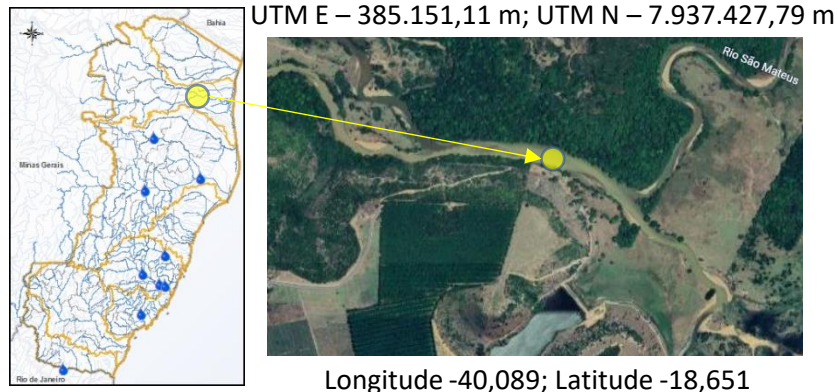 UTM E – 385.151,11 m; UTM N – 7.937.427,79 m
Bahia
Minas Gerais
Rio de Janeiro
Rio São Mateus
Longitude -40,089; Latitude -18,651